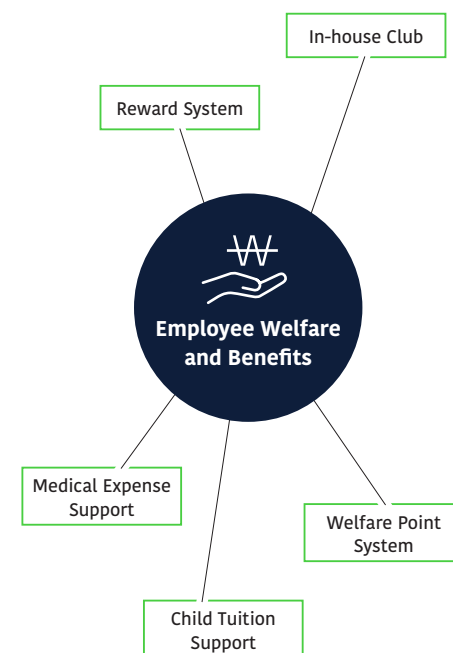 In-house Club
Reward System
₩
Employee Welfare
and Benefits
Medical Expense
Support
Welfare Point
System
Child Tuition
Support